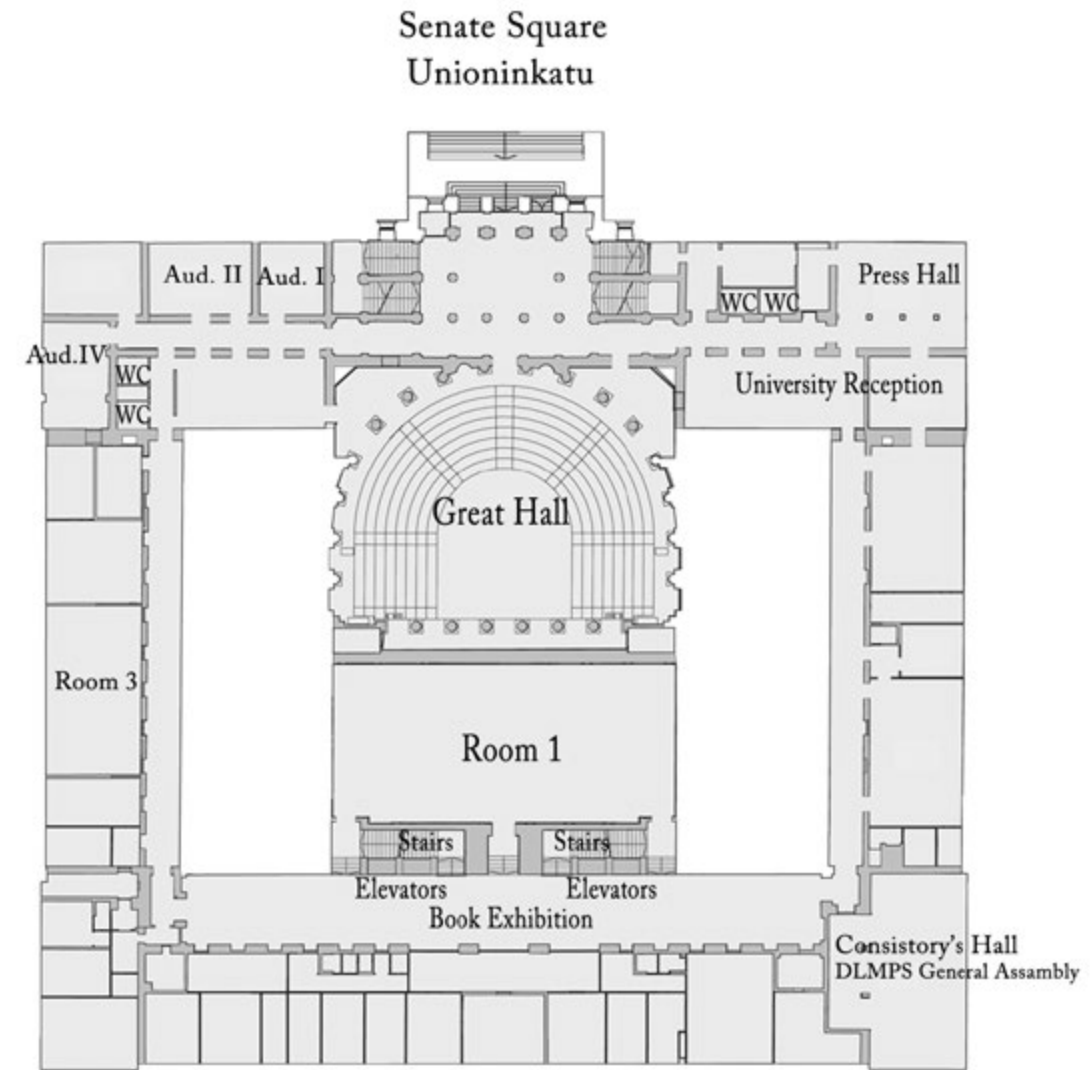 Senate Square
Unioninkatu
Aud. II
Aud. I
WC
WC
Press Hall
Aud.IV
WC
WC
University Reception
Great Hall
Room 3
Room 1
Stairs
Stairs
Elevators
Elevators
Book Exhibition
Consistory's Hall
DLMPS General Assambly